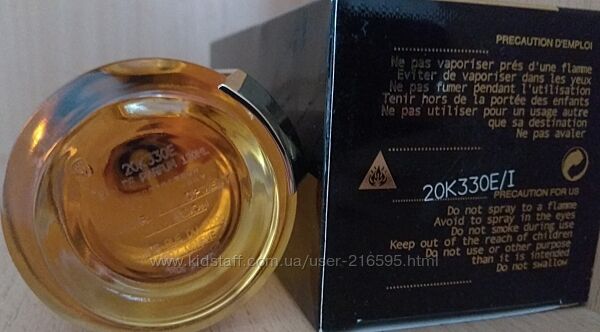 PRECAUTION D'EMPLOI
Ne pas vaporiser prés d'une flamme
Eviter de vaporiser dans les yeux
Ne pas fumer pendant l'utilisation
Tenir hors de la portée des enfants
Ne pas utiliser pour un usage autre
que sa destination
Ne pas avaler
20K330E/I
PRECAUTION FOR US
Do not spray to a flamme
Avoid to spray in the eyes
Do not smoke during use
Keep out of the reach of children
Do not use or other purpose
than it is intended
Do not swallow
20K330E
www.kidstaff.com.ua/user-216595.html